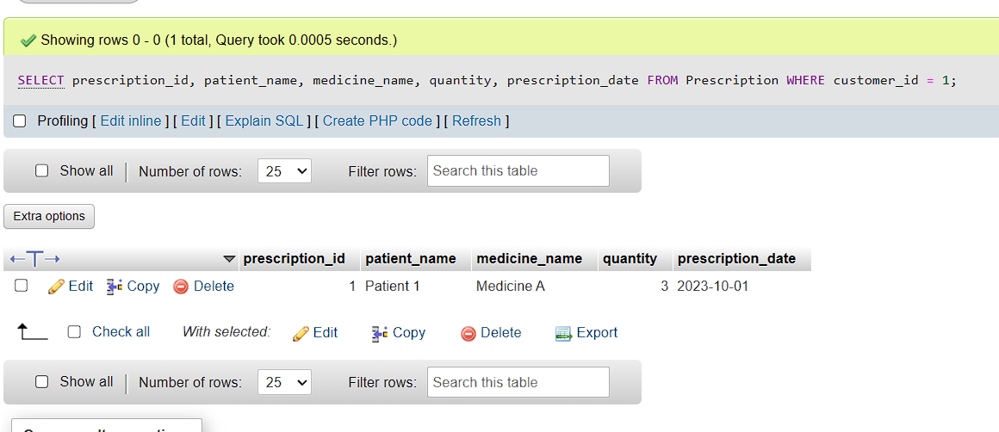 Showing rows 0 - 0 (1 total, Query took 0.0005 seconds.)
SELECT prescription_id, patient_name, medicine_name, quantity, prescription_date FROM Prescription WHERE customer_id = 1;
Profiling [ Edit inline ] [ Edit ] [ Explain SQL ] [ Create PHP code ] [ Refresh ]
Show all Number of rows: 25 Filter rows: Search this table
Extra options
prescription_id patient_name medicine_name quantity prescription_date
Edit Copy Delete 1 Patient 1 Medicine A 3 2023-10-01
Check all With selected: Edit Copy Delete Export
Show all Number of rows: 25 Filter rows: Search this table